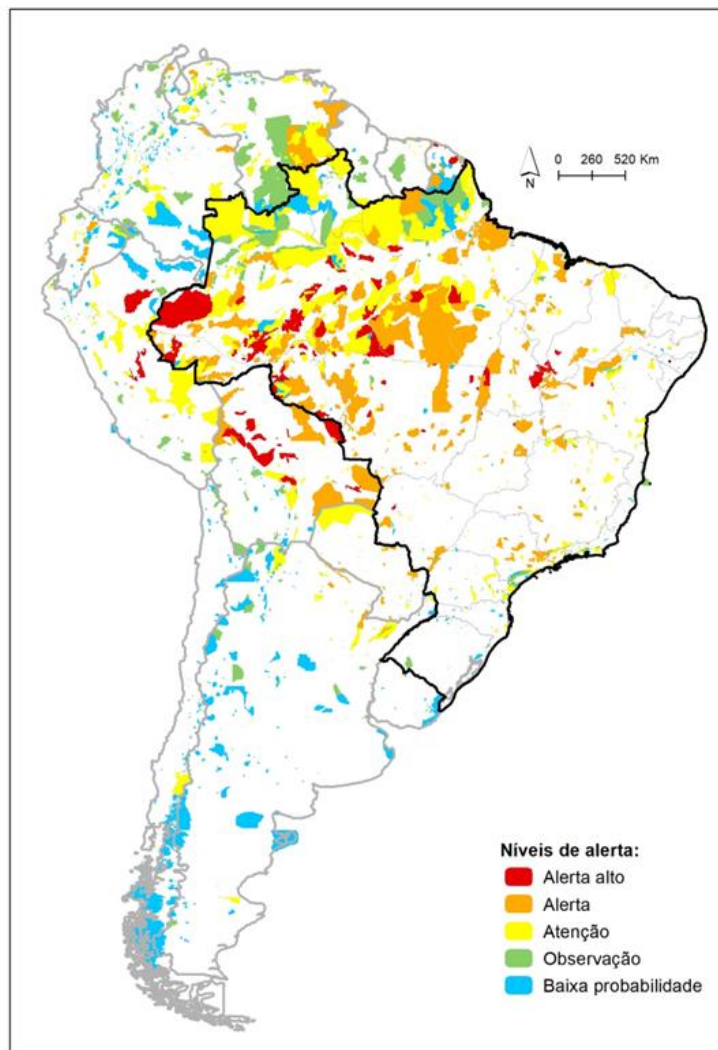 N
0 260 520 Km
Níveis de alerta:
Alerta alto
Alerta
Atenção
Observação
Baixa probabilidade